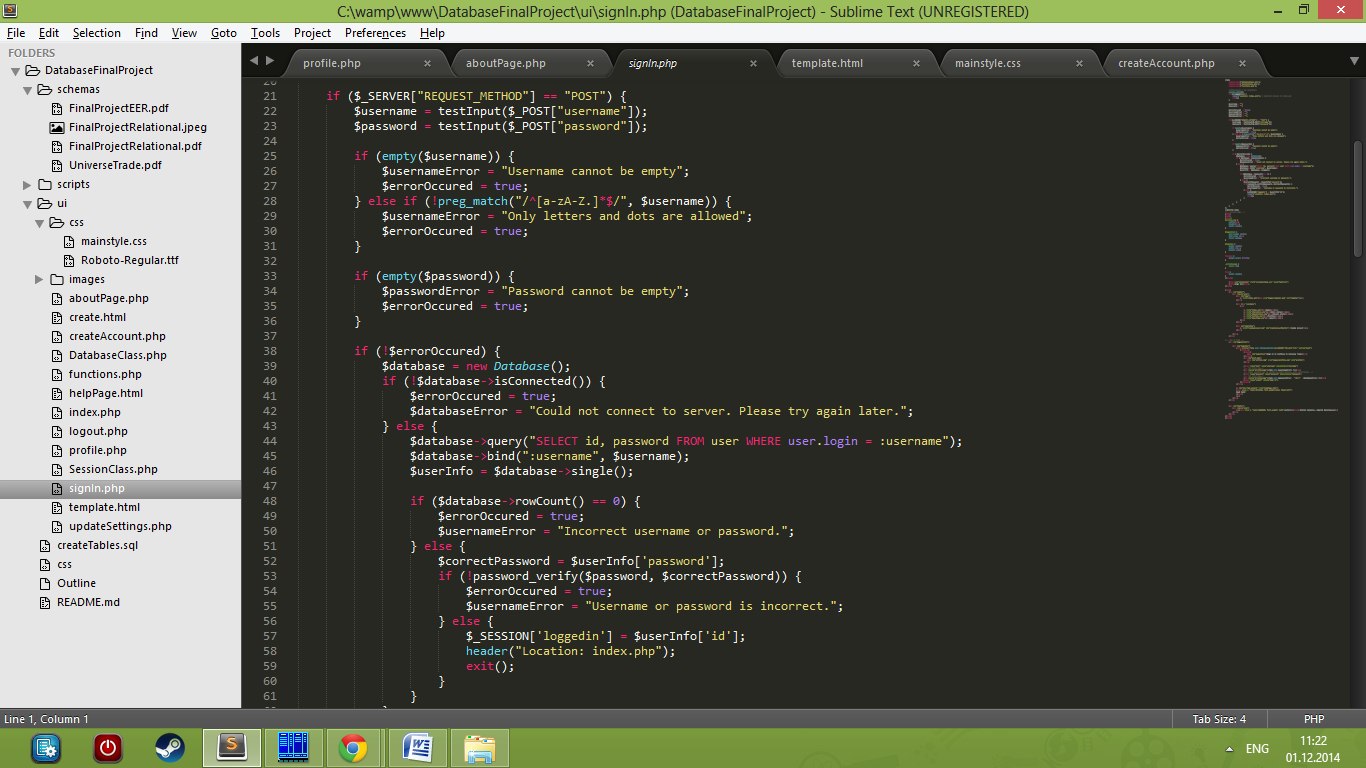 C:\wamp\www\DatabaseFinalProject\ui\signIn.php (DatabaseFinalProject) - Sublime Text (UNREGISTERED)
File Edit Selection Find View Goto Tools Project Preferences Help
FOLDERS
DatabaseFinalProject
schemas
FinalProjectEER.pdf
FinalProjectRelational.jpeg
FinalProjectRelational.pdf
UniverseTrade.pdf
scripts
ui
css
mainstyle.css
Roboto-Regular.ttf
images
aboutPage.php
create.html
createAccount.php
DatabaseClass.php
functions.php
helpPage.html
index.php
logout.php
profile.php
SessionClass.php
signIn.php
template.html
updateSettings.php
createTables.sql
css
Outline
README.md
profile.php × aboutPage.php × signIn.php × template.html × mainstyle.css × createAccount.php ×
20
21 if ($_SERVER["REQUEST_METHOD"] == "POST") {
22 $username = testInput($_POST["username"]);
23 $password = testInput($_POST["password"]);
24
25 if (empty($username)) {
26 $usernameError = "Username cannot be empty";
27 $errorOccured = true;
28 } else if (!preg_match("/^[a-zA-Z.]*$/", $username)) {
29 $usernameError = "Only letters and dots are allowed";
30 $errorOccured = true;
31 }
32
33 if (empty($password)) {
34 $passwordError = "Password cannot be empty";
35 $errorOccured = true;
36 }
37
38 if (!$errorOccured) {
39 $database = new Database();
40 if (!$database->isConnected()) {
41 $errorOccured = true;
42 $databaseError = "Could not connect to server. Please try again later.";
43 } else {
44 $database->query("SELECT id, password FROM user WHERE user.login = :username");
45 $database->bind(":username", $username);
46 $userInfo = $database->single();
47
48 if ($database->rowCount() == 0) {
49 $errorOccured = true;
50 $usernameError = "Incorrect username or password.";
51 } else {
52 $correctPassword = $userInfo['password'];
53 if (!password_verify($password, $correctPassword)) {
54 $errorOccured = true;
55 $usernameError = "Username or password is incorrect.";
56 } else {
57 $_SESSION['loggedin'] = $userInfo['id'];
58 header("Location: index.php");
59 exit();
60 }
61 }
Line 1, Column 1 Tab Size: 4 PHP
ENG 11:22
01.12.2014